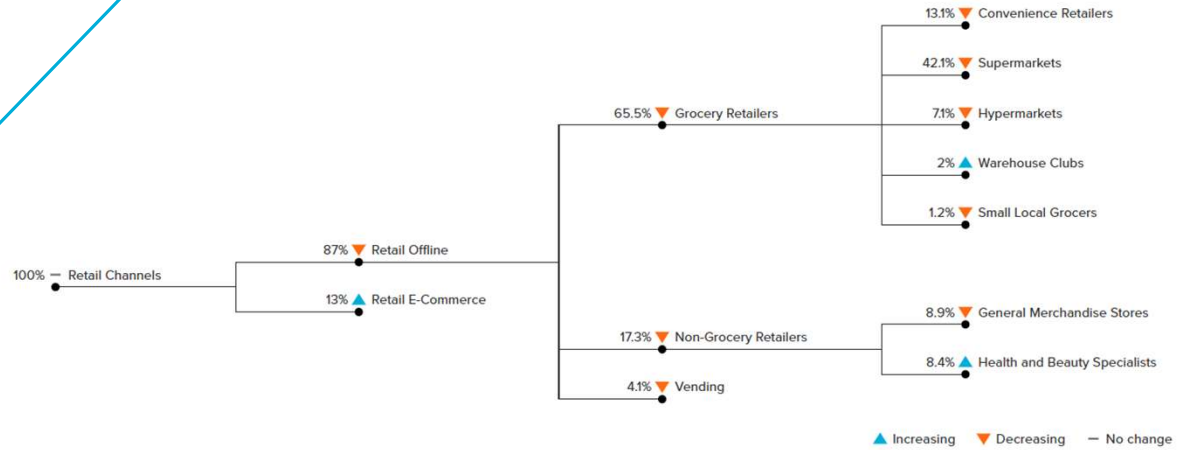 13.1% ▼ Convenience Retailers
42.1% ▼ Supermarkets
65.5% ▼ Grocery Retailers
7.1% ▼ Hypermarkets
2% ▲ Warehouse Clubs
1.2% ▼ Small Local Grocers
87% ▼ Retail Offline
100% — Retail Channels
13% ▲ Retail E-Commerce
8.9% ▼ General Merchandise Stores
17.3% ▼ Non-Grocery Retailers
8.4% ▲ Health and Beauty Specialists
4.1% ▼ Vending
▲ Increasing ▼ Decreasing — No change